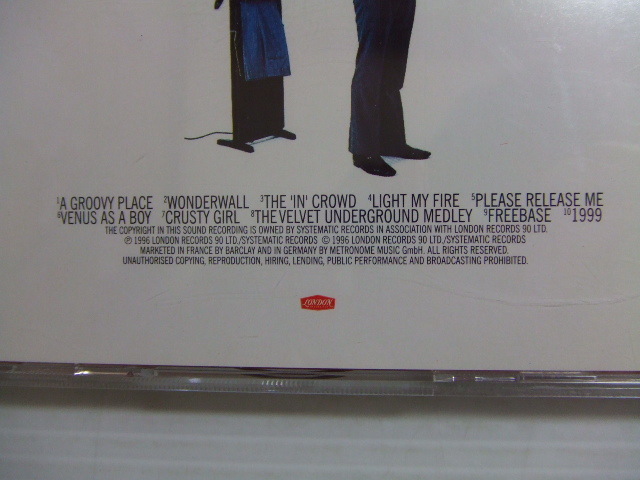 1A GROOVY PLACE 2WONDERWALL 3THE 'IN' CROWD 4LIGHT MY FIRE 5PLEASE RELEASE ME
6VENUS AS A BOY 7CRUSTY GIRL 8THE VELVET UNDERGROUND MEDLEY 9FREEBASE 101999
THE COPYRIGHT IN THIS SOUND RECORDING IS OWNED BY SYSTEMATIC RECORDS IN ASSOCIATION WITH LONDON RECORDS 90 LTD.
℗ 1996 LONDON RECORDS 90 LTD./SYSTEMATIC RECORDS © 1996 LONDON RECORDS 90 LTD./SYSTEMATIC RECORDS
MARKETED IN FRANCE BY BARCLAY AND IN GERMANY BY METRONOME MUSIC GmbH. ALL RIGHTS RESERVED.
UNAUTHORISED COPYING, REPRODUCTION, HIRING, LENDING, PUBLIC PERFORMANCE AND BROADCASTING PROHIBITED.
LONDON